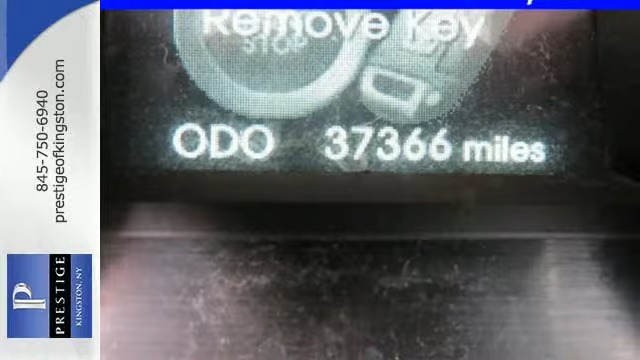 Remove Key
STOP
ODO 37366 miles
845-750-6940
prestigeofkingston.com
P
PRESTIGE
KINGSTON, NY